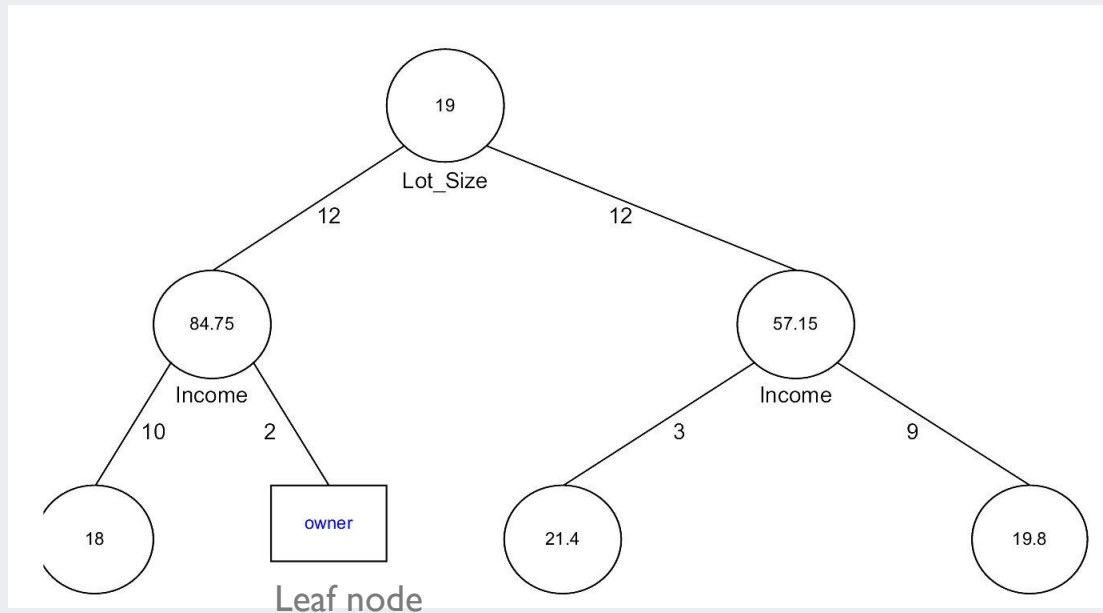 19
Lot_Size
12 12
84.75 57.15
Income Income
10 2 3 9
18 owner 21.4 19.8
Leaf node